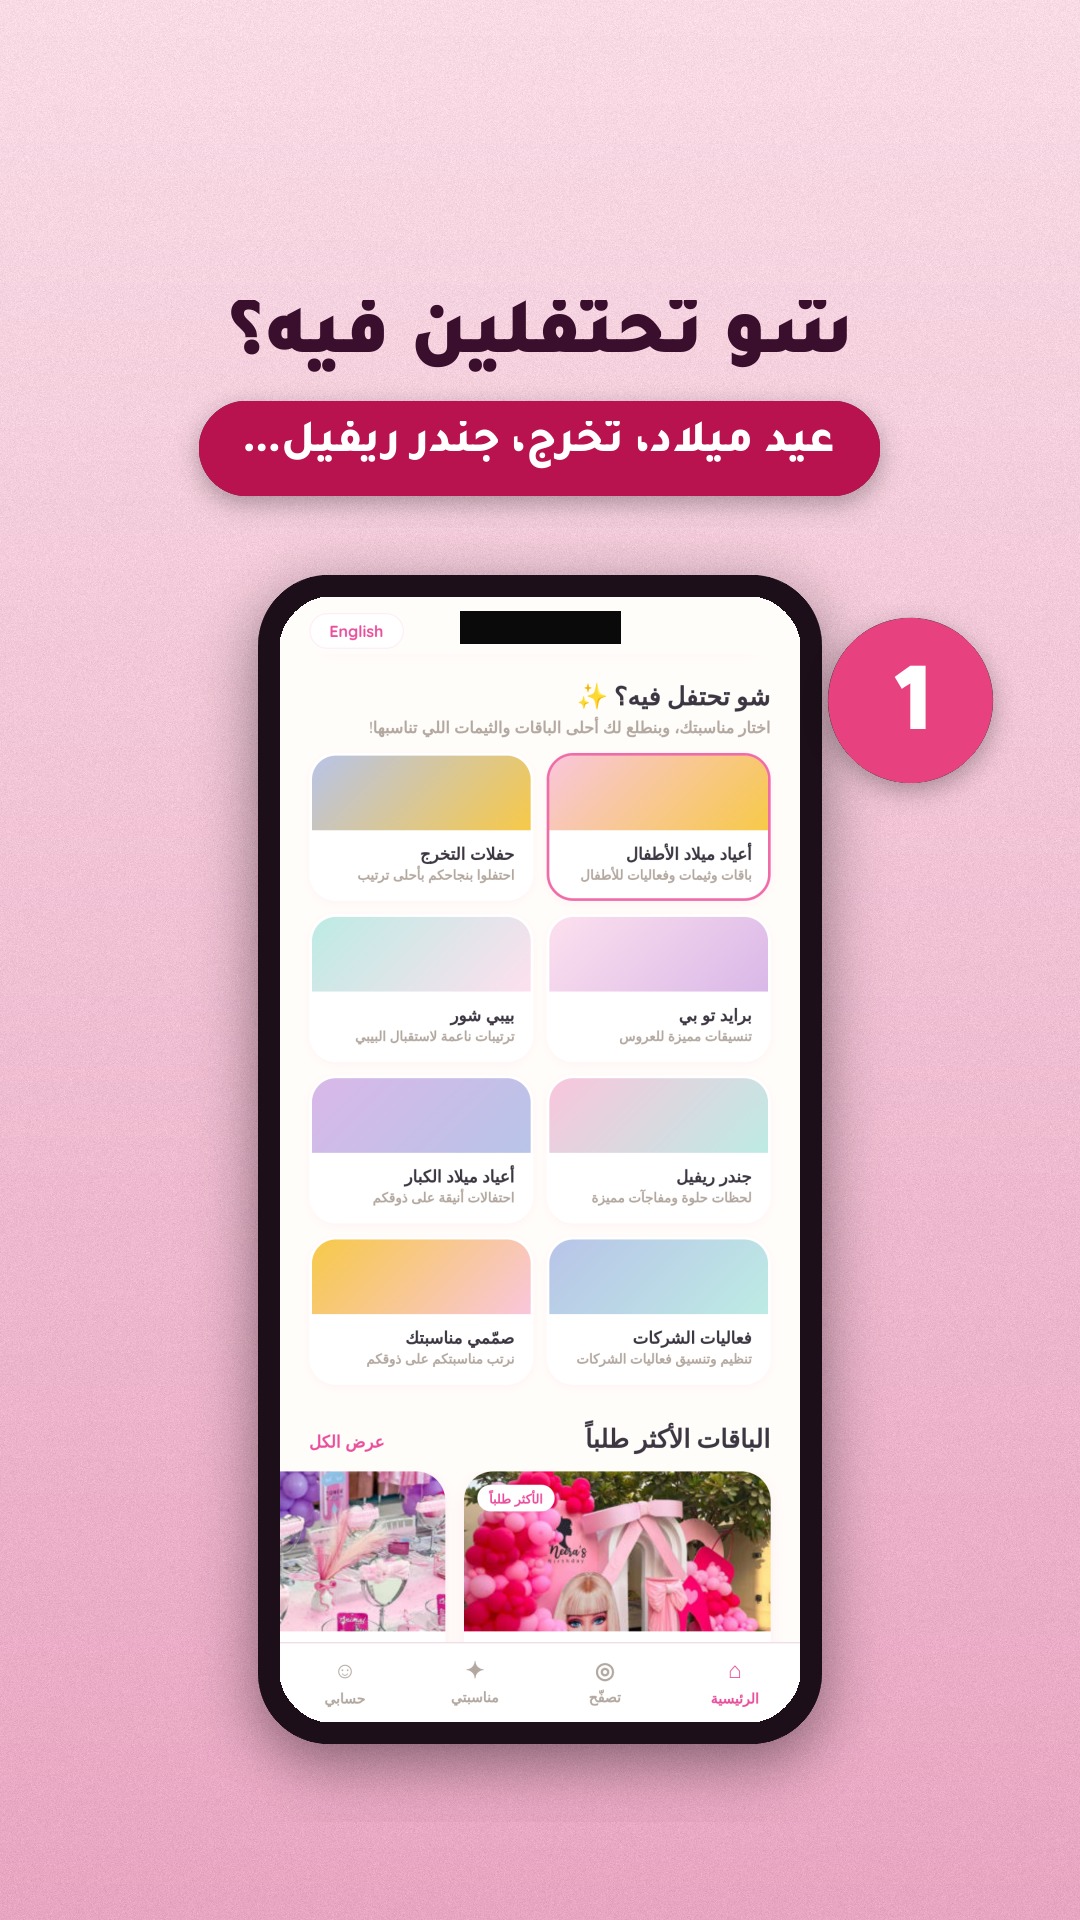 شو تحتفلين فيه؟
عيد ميلاد، تخرج، جندر ريفيل...
1
English
شو تحتفل فيه؟ ✨
اختار مناسبتك، وبنطلع لك أحلى الباقات والثيمات اللي تناسبها!
أعياد ميلاد الأطفال
باقات وثيمات وفعاليات للأطفال
حفلات التخرج
احتفلوا بنجاحكم بأحلى ترتيب
برايد تو بي
تنسيقات مميزة للعروس
بيبي شور
ترتيبات ناعمة لاستقبال البيبي
جندر ريفيل
لحظات حلوة ومفاجآت مميزة
أعياد ميلاد الكبار
احتفالات أنيقة على ذوقكم
فعاليات الشركات
تنظيم وتنسيق فعاليات الشركات
صمّمي مناسبتك
نرتب مناسبتكم على ذوقكم
الباقات الأكثر طلباً
عرض الكل
الأكثر طلباً
Neera's
birthday
الرئيسية
تصفّح
مناسبتي
حسابي